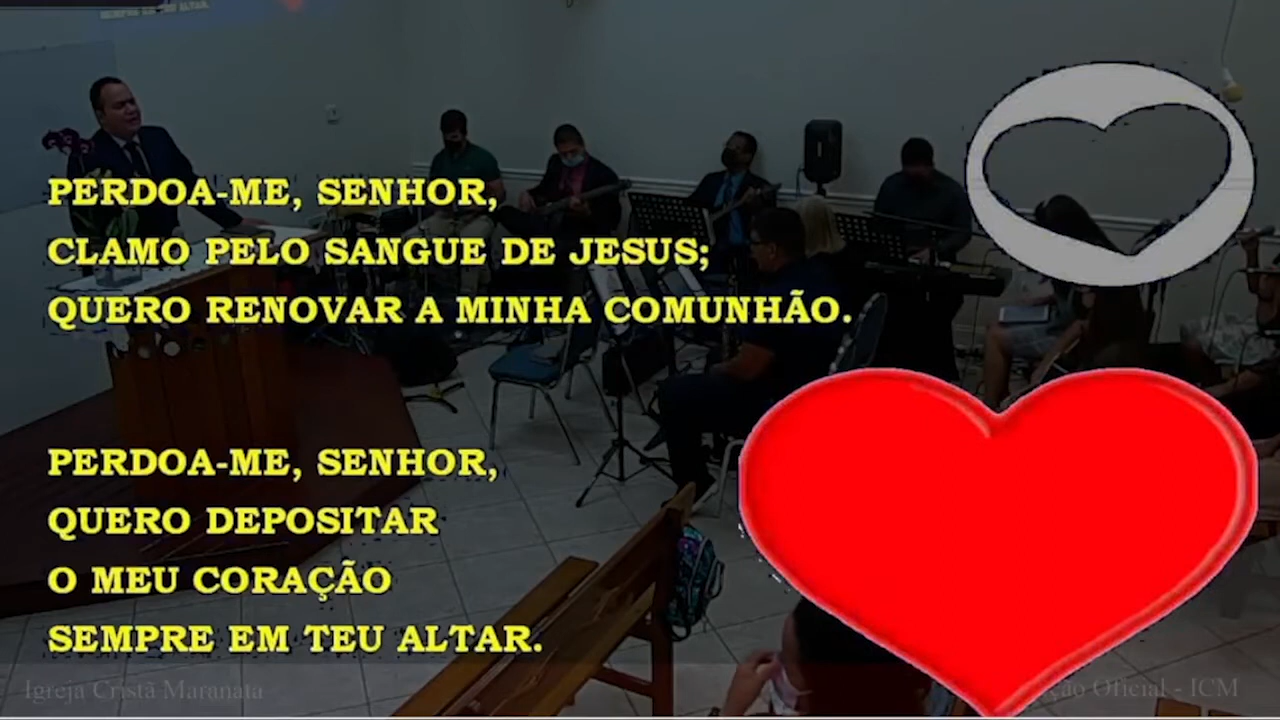 PERDOA-ME, SENHOR,
CLAMO PELO SANGUE DE JESUS;
QUERO RENOVAR A MINHA COMUNHÃO.
PERDOA-ME, SENHOR,
QUERO DEPOSITAR
O MEU CORAÇÃO
SEMPRE EM TEU ALTAR.
Igreja Cristã Maranata
Oficial - ICM